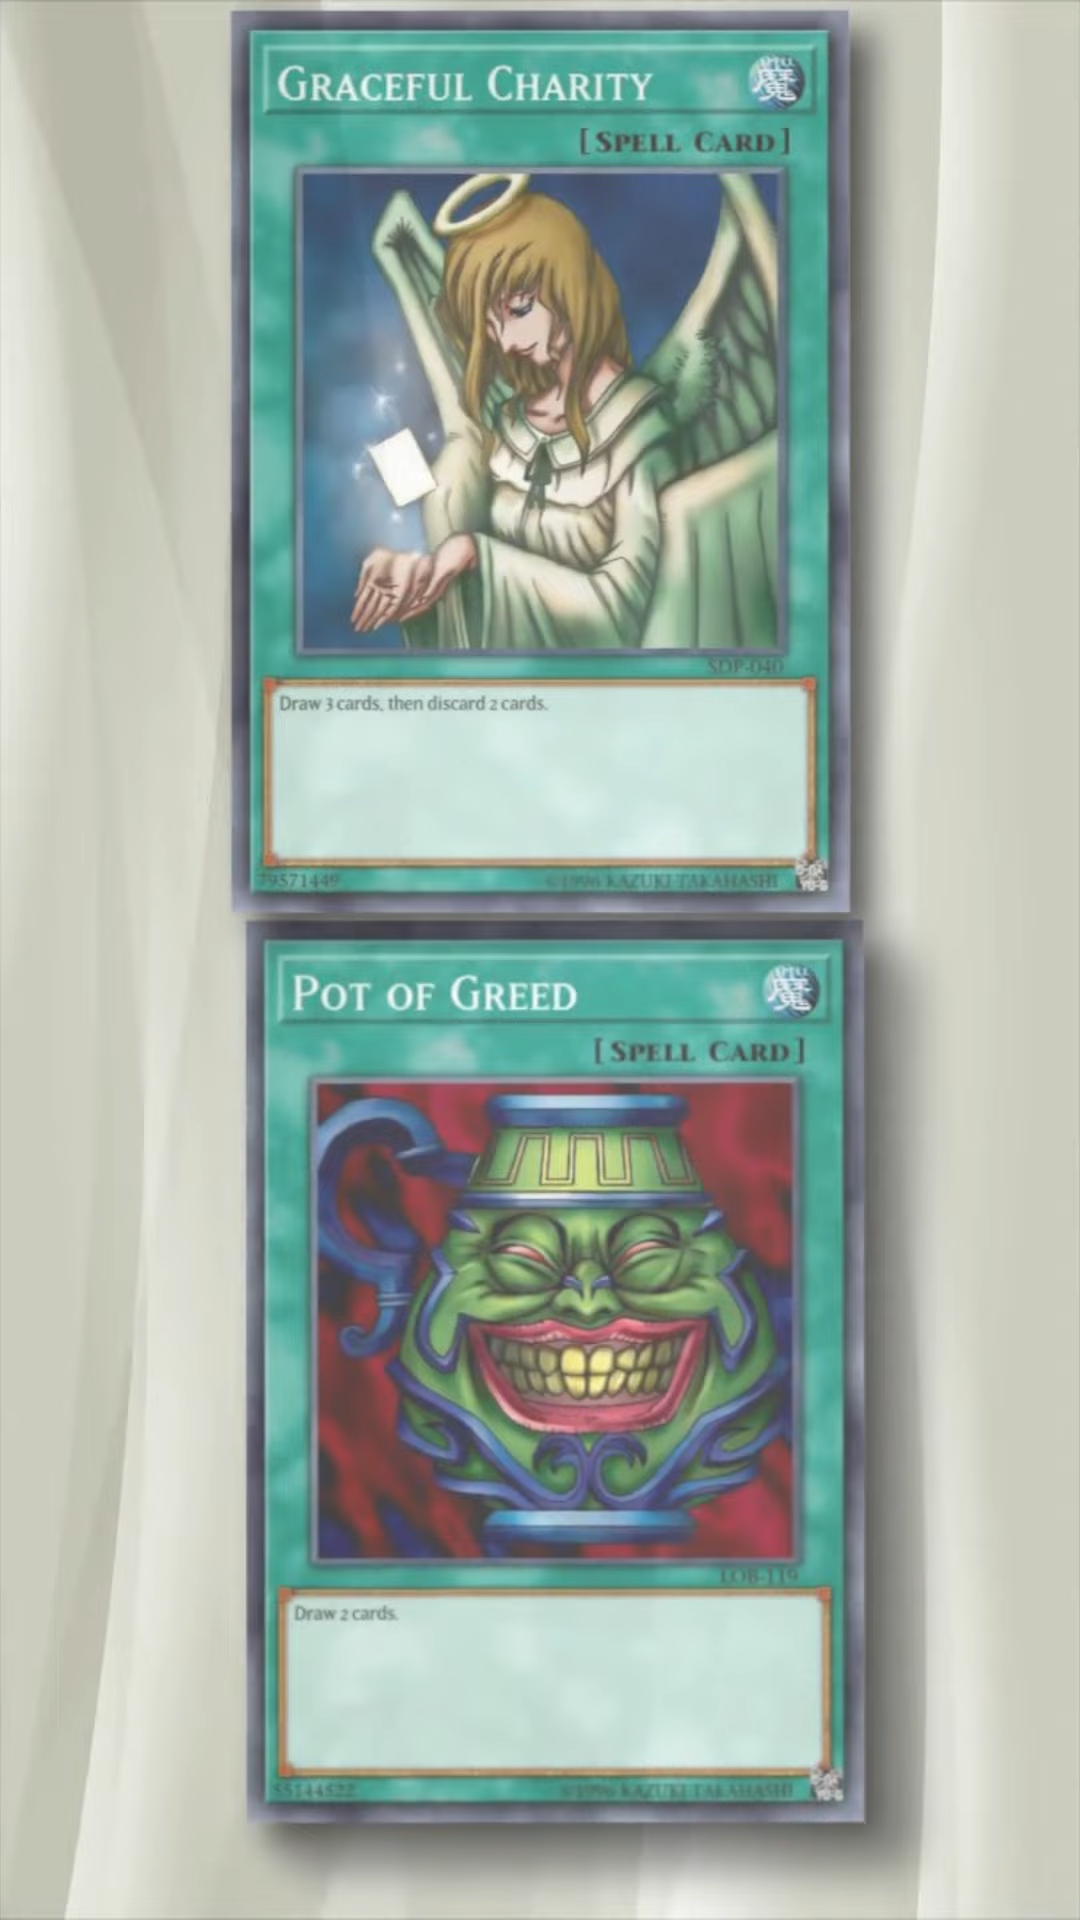 GRACEFUL CHARITY
魔
[SPELL CARD]
SDP-040
Draw 3 cards, then discard 2 cards.
79571449
©1996 KAZUKI TAKAHASHI
POT OF GREED
魔
[SPELL CARD]
LOB-119
Draw 2 cards.
55144522
©1996 KAZUKI TAKAHASHI